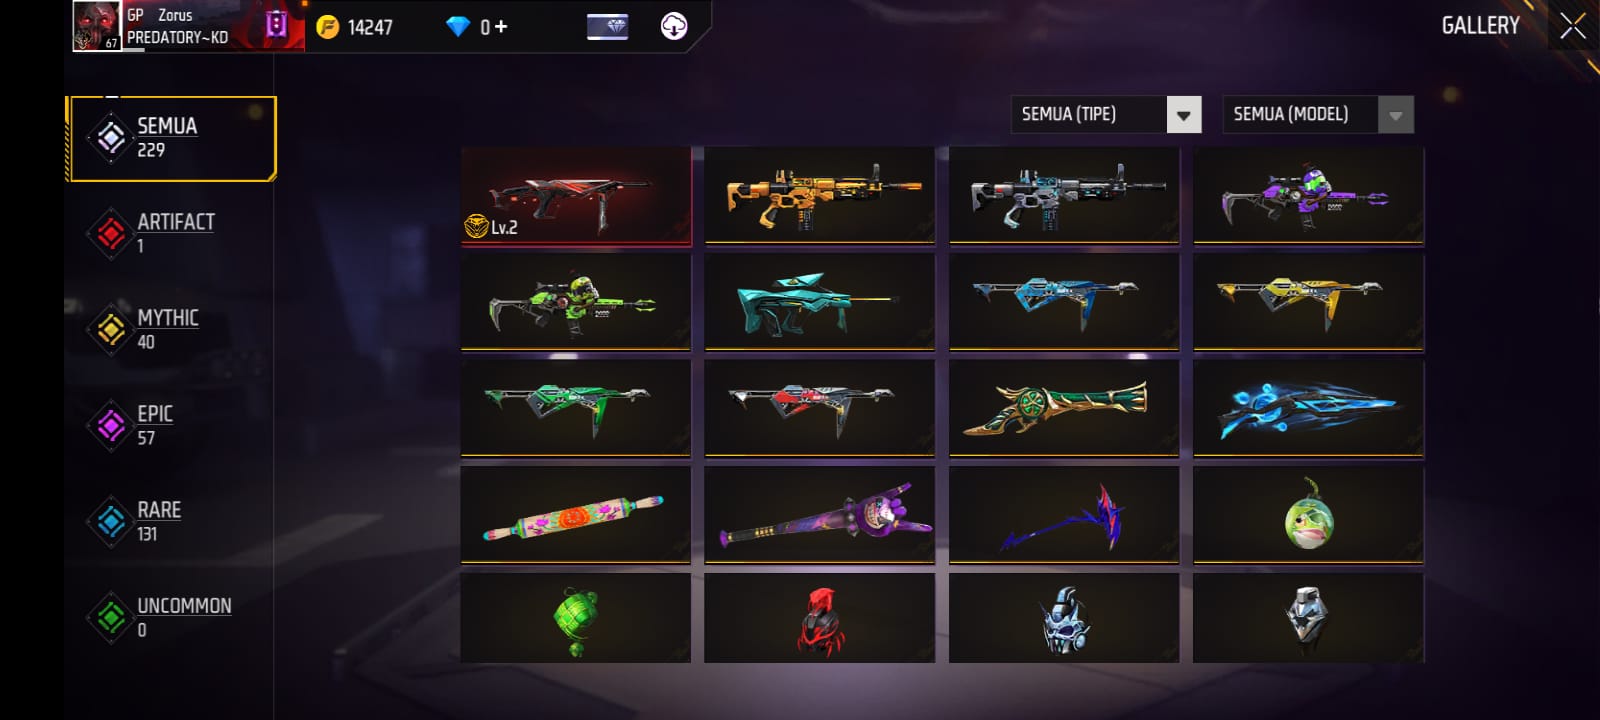 GP Zorus
PREDATORY~KD
67
14247
0 +
GALLERY
SEMUA
229
ARTIFACT
1
MYTHIC
40
EPIC
57
RARE
131
UNCOMMON
0
SEMUA (TIPE)
SEMUA (MODEL)
Lv.2